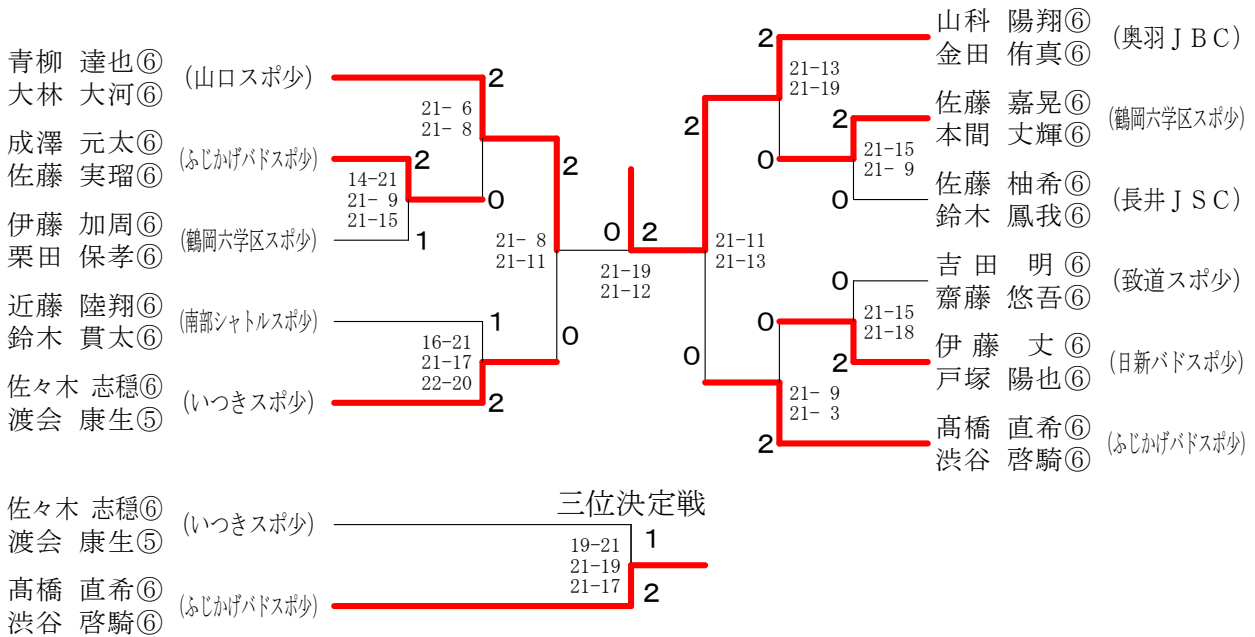 青柳 達也⑥
大林 大河⑥
(山口スポ少)
2
21- 6
21- 8
成澤 元太⑥
佐藤 実瑠⑥
(ふじかげバドスポ少)
2
14-21
21- 9
21-15
0
伊藤 加周⑥
栗田 保孝⑥
(鶴岡六学区スポ少)
1
2
21- 8
21-11
0
近藤 陸翔⑥
鈴木 貫太⑥
(南部シャトルスポ少)
1
16-21
21-17
22-20
佐々木 志穏⑥
渡会 康生⑤
(いつきスポ少)
2
0 2
21-19
21-12
山科 陽翔⑥
金田 侑真⑥
(奥羽ＪＢＣ)
2
21-13
21-19
佐藤 嘉晃⑥
本間 丈輝⑥
(鶴岡六学区スポ少)
2
21-15
21- 9
0
佐藤 柚希⑥
鈴木 鳳我⑥
(長井ＪＳＣ)
0
2
21-11
21-13
0
吉田 明⑥
齋藤 悠吾⑥
(致道スポ少)
0
21-15
21-18
伊藤 丈⑥
戸塚 陽也⑥
(日新バドスポ少)
2
0
21- 9
21- 3
髙橋 直希⑥
渋谷 啓騎⑥
(ふじかげバドスポ少)
2
三位決定戦
佐々木 志穏⑥
渡会 康生⑤
(いつきスポ少)
1
19-21
21-19
21-17
髙橋 直希⑥
渋谷 啓騎⑥
(ふじかげバドスポ少)
2